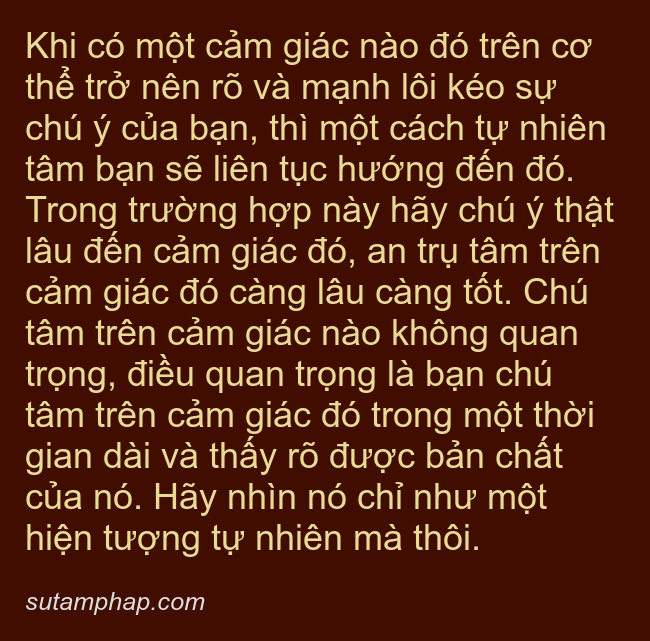 Khi có một cảm giác nào đó trên cơ
thể trở nên rõ và mạnh lôi kéo sự
chú ý của bạn, thì một cách tự nhiên
tâm bạn sẽ liên tục hướng đến đó.
Trong trường hợp này hãy chú ý thật
lâu đến cảm giác đó, an trụ tâm trên
cảm giác đó càng lâu càng tốt. Chú
tâm trên cảm giác nào không quan
trọng, điều quan trọng là bạn chú
tâm trên cảm giác đó trong một thời
gian dài và thấy rõ được bản chất
của nó. Hãy nhìn nó chỉ như một
hiện tượng tự nhiên mà thôi.
sutamphap.com